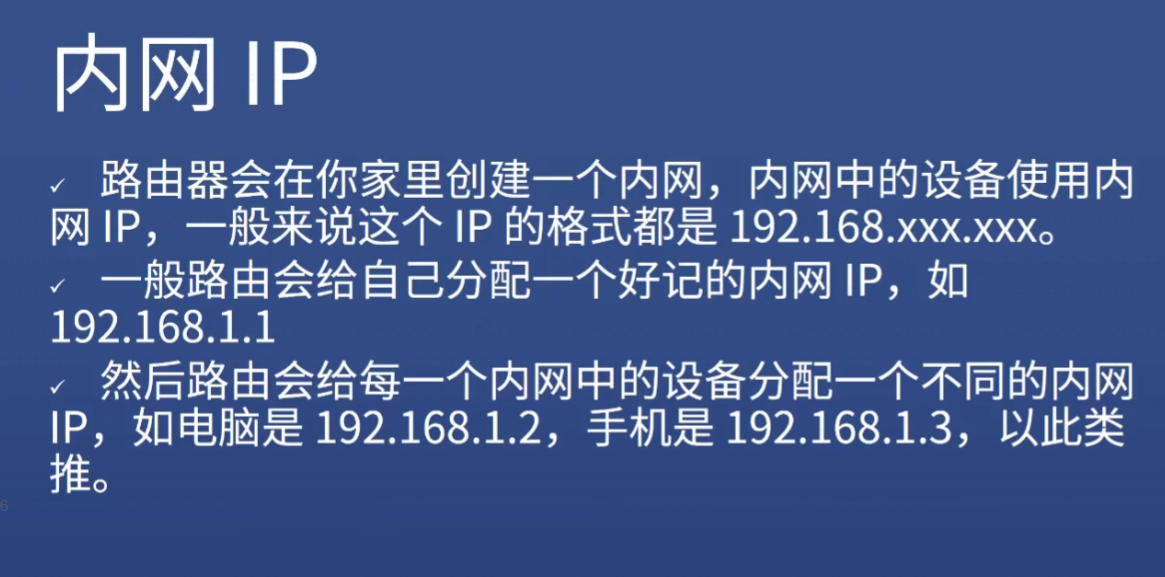 内网 IP
✓ 路由器会在你家里创建一个内网，内网中的设备使用内
网 IP，一般来说这个 IP 的格式都是 192.168.xxx.xxx。
✓ 一般路由会给自己分配一个好记的内网 IP，如
192.168.1.1
✓ 然后路由会给每一个内网中的设备分配一个不同的内网
IP，如电脑是 192.168.1.2，手机是 192.168.1.3，以此类
推。
6